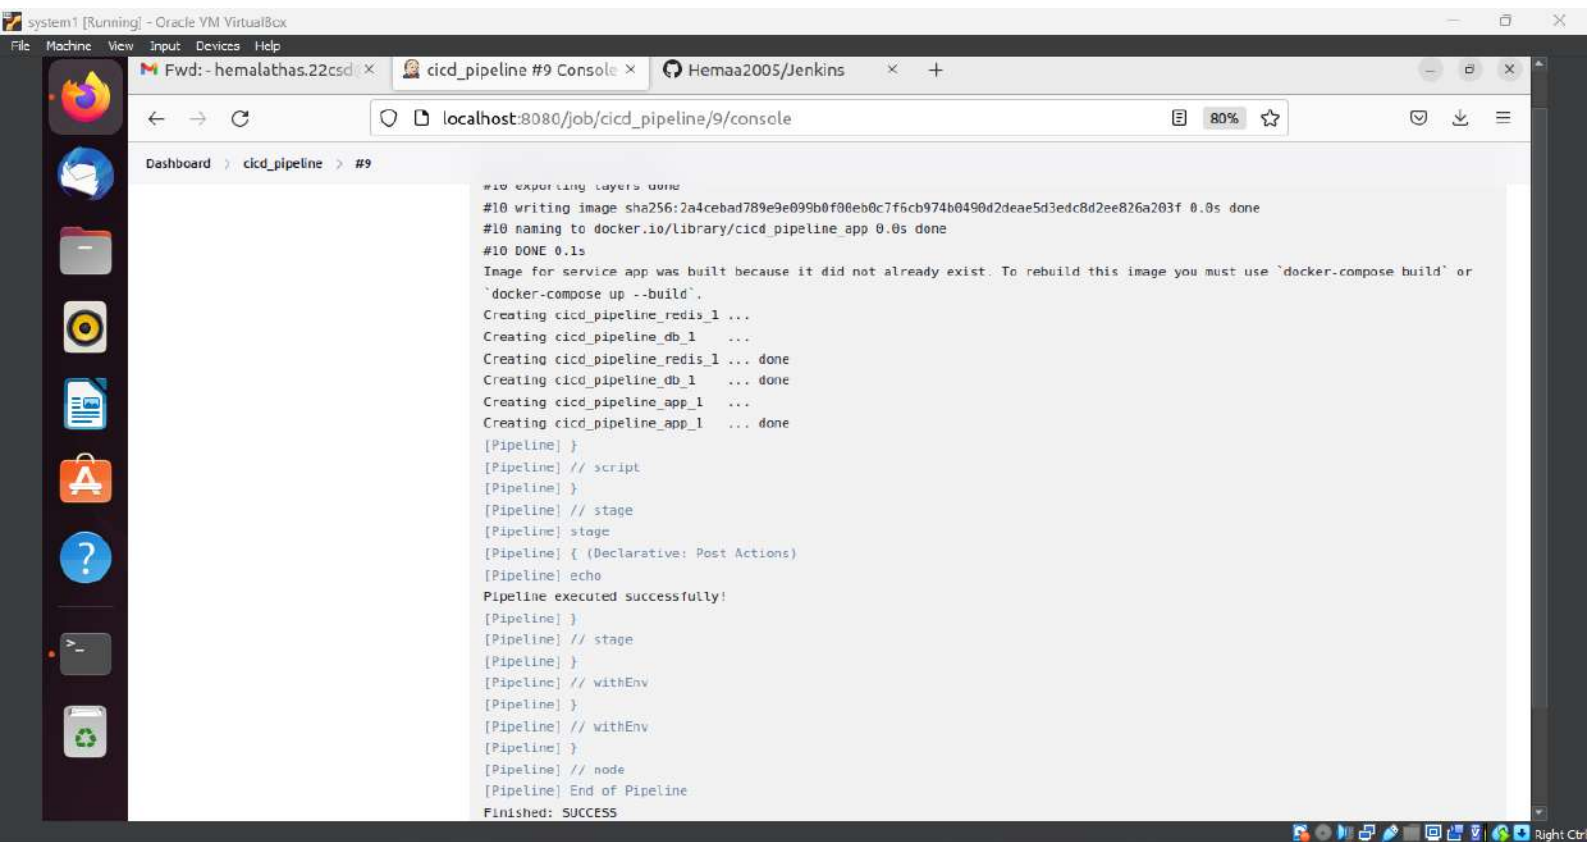 system1 [Running] - Oracle VM VirtualBox
File Machine View Input Devices Help
Fwd: - hemalathas.22csd
cicd_pipeline #9 Console
Hemaa2005/Jenkins
localhost:8080/job/cicd_pipeline/9/console
80%
Dashboard > cicd_pipeline > #9
#10 exporting layers done
#10 writing image sha256:2a4cebad789e9e099b0f00eb0c7f6cb974b0490d2deae5d3edc8d2ee826a203f 0.0s done
#10 naming to docker.io/library/cicd_pipeline_app 0.0s done
#10 DONE 0.1s
Image for service app was built because it did not already exist. To rebuild this image you must use `docker-compose build` or
`docker-compose up --build`.
Creating cicd_pipeline_redis_1 ...
Creating cicd_pipeline_db_1    ...
Creating cicd_pipeline_redis_1 ... done
Creating cicd_pipeline_db_1    ... done
Creating cicd_pipeline_app_1   ...
Creating cicd_pipeline_app_1   ... done
[Pipeline] }
[Pipeline] // script
[Pipeline] }
[Pipeline] // stage
[Pipeline] stage
[Pipeline] { (Declarative: Post Actions)
[Pipeline] echo
Pipeline executed successfully!
[Pipeline] }
[Pipeline] // stage
[Pipeline] }
[Pipeline] // withEnv
[Pipeline] }
[Pipeline] // withEnv
[Pipeline] }
[Pipeline] // node
[Pipeline] End of Pipeline
Finished: SUCCESS
Right Ctrl